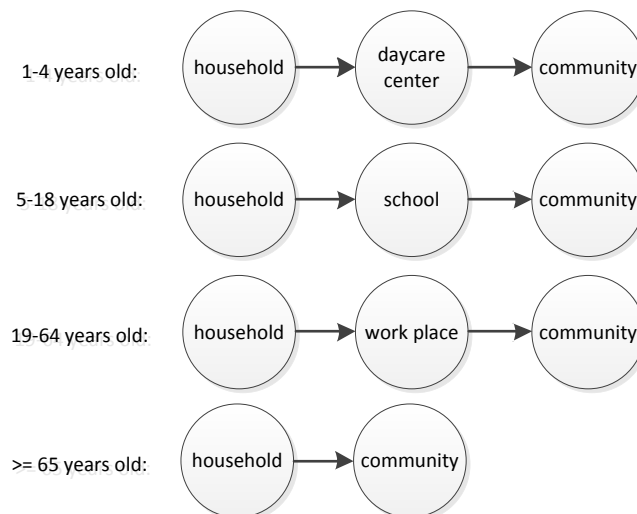 1-4 years old:
household
daycare
center
community
5-18 years old:
household
school
community
19-64 years old:
household
work place
community
>= 65 years old:
household
community